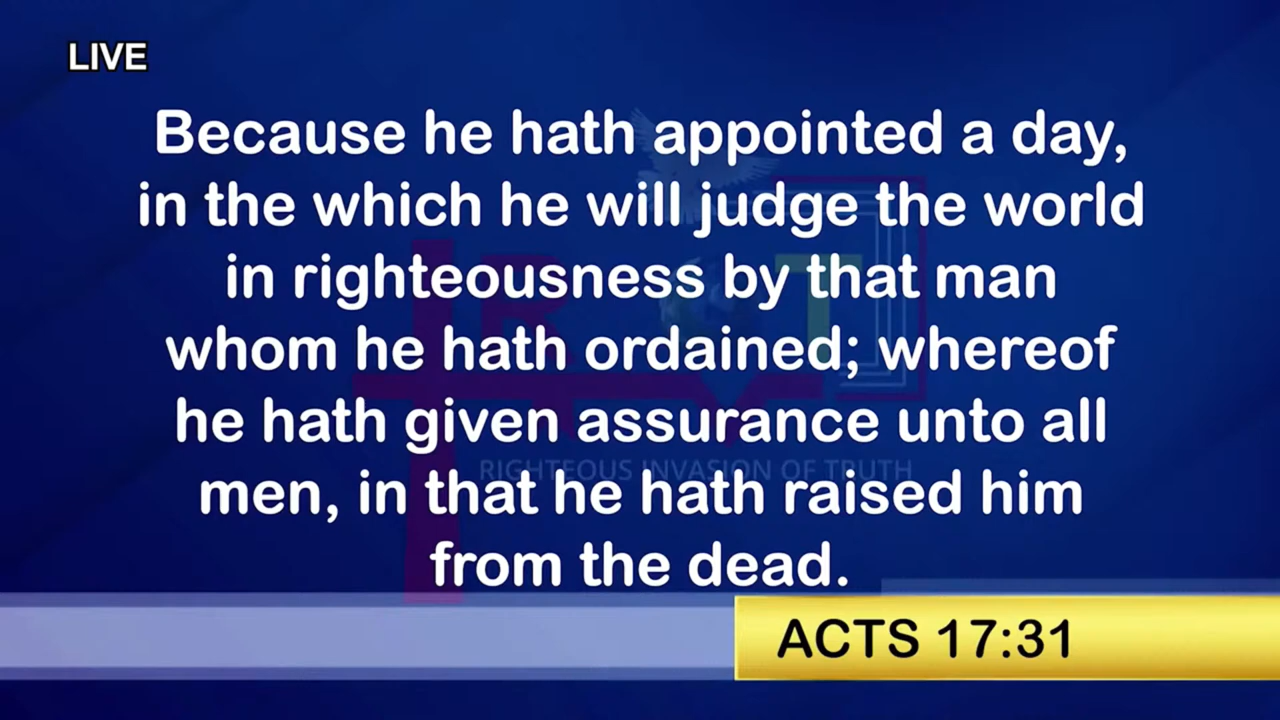 LIVE
Because he hath appointed a day,
in the which he will judge the world
in righteousness by that man
whom he hath ordained; whereof
he hath given assurance unto all
RIGHTEOUS INVASION OF TRUTH
men, in that he hath raised him
from the dead.
ACTS 17:31